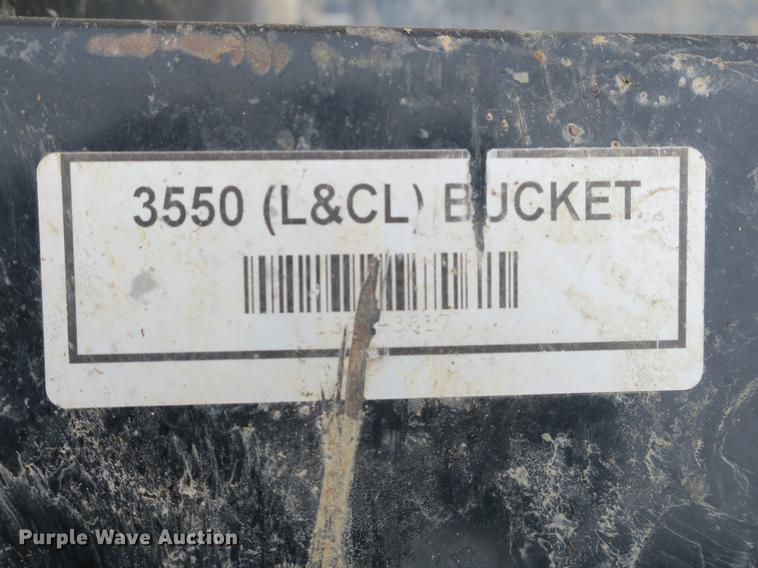 3550 (L&CL) BUCKET
Purple Wave Auction